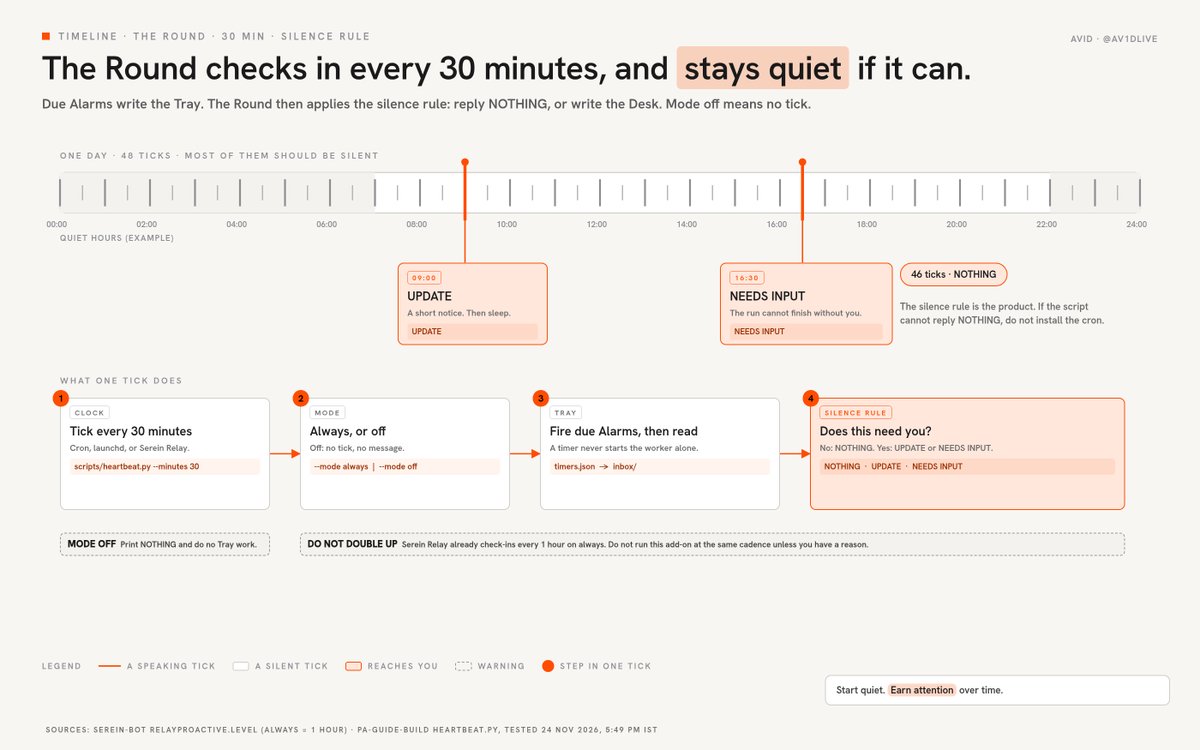 TIMELINE · THE ROUND · 30 MIN · SILENCE RULE
AVID · @AV1DLIVE
The Round checks in every 30 minutes, and stays quiet if it can.
Due Alarms write the Tray. The Round then applies the silence rule: reply NOTHING, or write the Desk. Mode off means no tick.
ONE DAY · 48 TICKS · MOST OF THEM SHOULD BE SILENT
00:00 02:00 04:00 06:00 08:00 10:00 12:00 14:00 16:00 18:00 20:00 22:00 24:00
QUIET HOURS (EXAMPLE)
09:00
UPDATE
A short notice. Then sleep.
UPDATE
16:30
NEEDS INPUT
The run cannot finish without you.
NEEDS INPUT
46 ticks · NOTHING
The silence rule is the product. If the script
cannot reply NOTHING, do not install the cron.
WHAT ONE TICK DOES
1
CLOCK
Tick every 30 minutes
Cron, launchd, or Serein Relay.
scripts/heartbeat.py --minutes 30
2
MODE
Always, or off
Off: no tick, no message.
--mode always | --mode off
3
TRAY
Fire due Alarms, then read
A timer never starts the worker alone.
timers.json -> inbox/
4
SILENCE RULE
Does this need you?
No: NOTHING. Yes: UPDATE or NEEDS INPUT.
NOTHING · UPDATE · NEEDS INPUT
MODE OFF Print NOTHING and do no Tray work.
DO NOT DOUBLE UP Serein Relay already check-ins every 1 hour on always. Do not run this add-on at the same cadence unless you have a reason.
LEGEND A SPEAKING TICK A SILENT TICK REACHES YOU WARNING STEP IN ONE TICK
Start quiet. Earn attention over time.
SOURCES: SEREIN-BOT RELAYPROACTIVE.LEVEL (ALWAYS = 1 HOUR) · PA-GUIDE-BUILD HEARTBEAT.PY, TESTED 24 NOV 2026, 5:49 PM IST